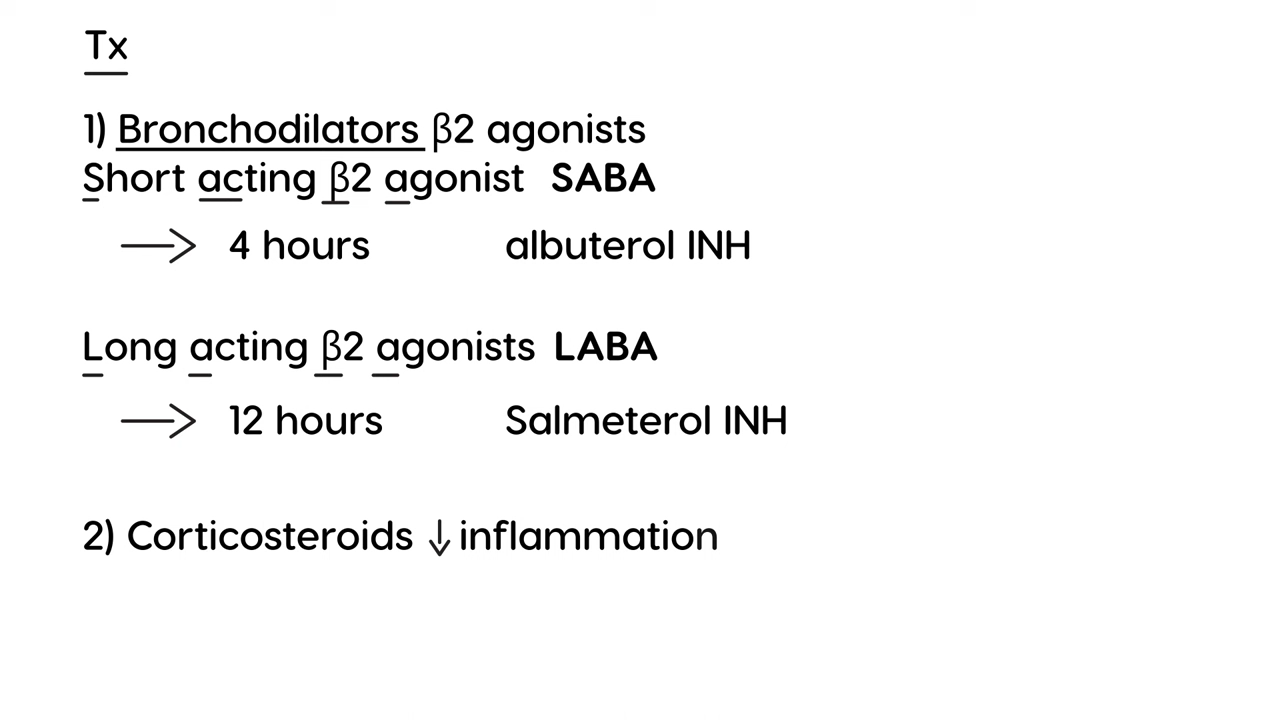 Tx
1) Bronchodilators β2 agonists
Short acting β2 agonist SABA
→ 4 hours albuterol INH
Long acting β2 agonists LABA
→ 12 hours Salmeterol INH
2) Corticosteroids ↓ inflammation